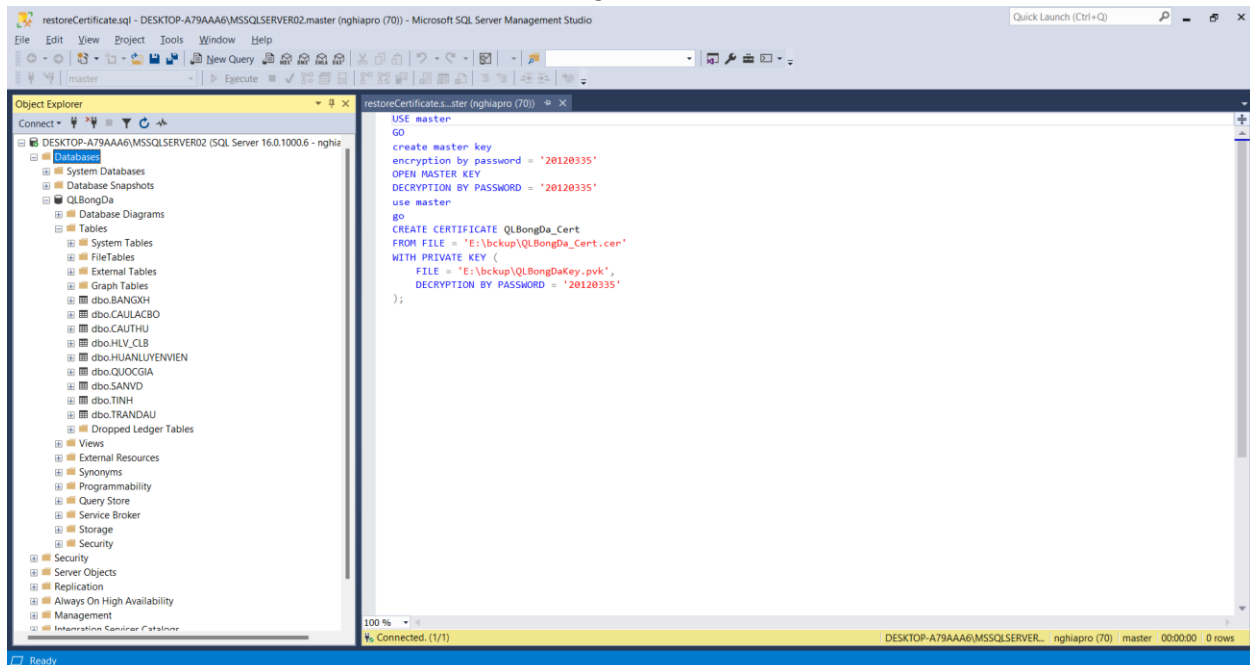 restoreCertificate.sql - DESKTOP-A79AAA6\MSSQLSERVER02.master (nghiapro (70)) - Microsoft SQL Server Management Studio
Quick Launch (Ctrl+Q)
File Edit View Project Tools Window Help
New Query
master
Execute
Object Explorer
restoreCertificate.s...ster (nghiapro (70))
Connect
DESKTOP-A79AAA6\MSSQLSERVER02 (SQL Server 16.0.1000.6 - nghia
Databases
System Databases
Database Snapshots
QLBongDa
Database Diagrams
Tables
System Tables
FileTables
External Tables
Graph Tables
dbo.BANGXH
dbo.CAULACBO
dbo.CAUTHU
dbo.HLV_CLB
dbo.HUANLUYENVIEN
dbo.QUOCGIA
dbo.SANVD
dbo.TINH
dbo.TRANDAU
Dropped Ledger Tables
Views
External Resources
Synonyms
Programmability
Query Store
Service Broker
Storage
Security
Security
Server Objects
Replication
Always On High Availability
Management
Integration Services Catalogs
USE master
GO
create master key
encryption by password = '20120335'
OPEN MASTER KEY
DECRYPTION BY PASSWORD = '20120335'
use master
go
CREATE CERTIFICATE QLBongDa_Cert
FROM FILE = 'E:\bckup\QLBongDa_Cert.cer'
WITH PRIVATE KEY (
FILE = 'E:\bckup\QLBongDaKey.pvk',
DECRYPTION BY PASSWORD = '20120335'
);
100 %
Connected. (1/1)
DESKTOP-A79AAA6\MSSQLSERVER... nghiapro (70) master 00:00:00 0 rows
Ready